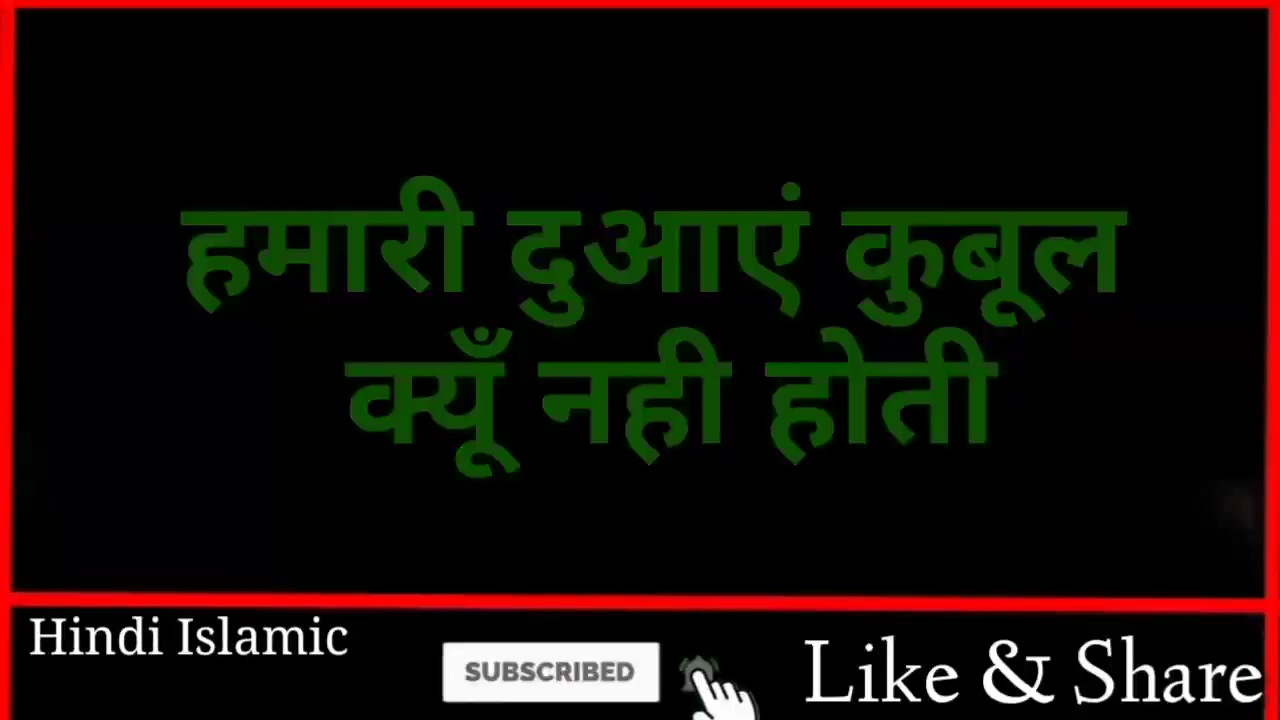 हमारी दुआएं कुबूल
क्यूँ नही होती
Hindi Islamic
SUBSCRIBED
Like & Share